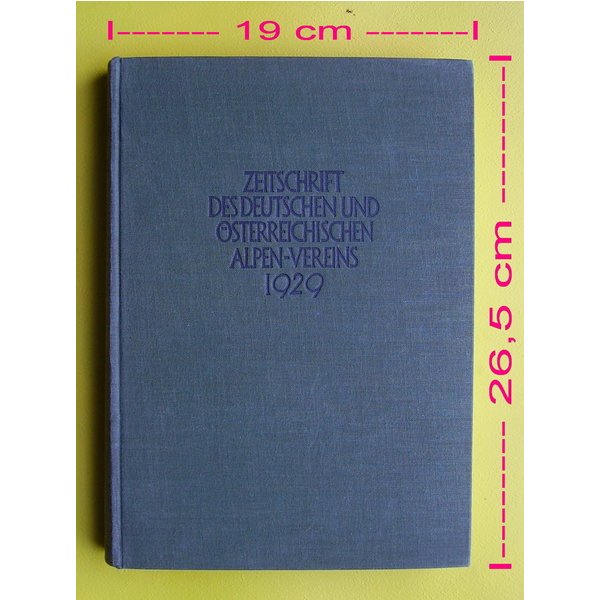 |------- 19 cm -------|
ZEITSCHRIFT
DES DEUTSCHEN UND
ÖSTERREICHISCHEN
ALPEN-VEREINS
1929
|-------- 26,5 cm --------|